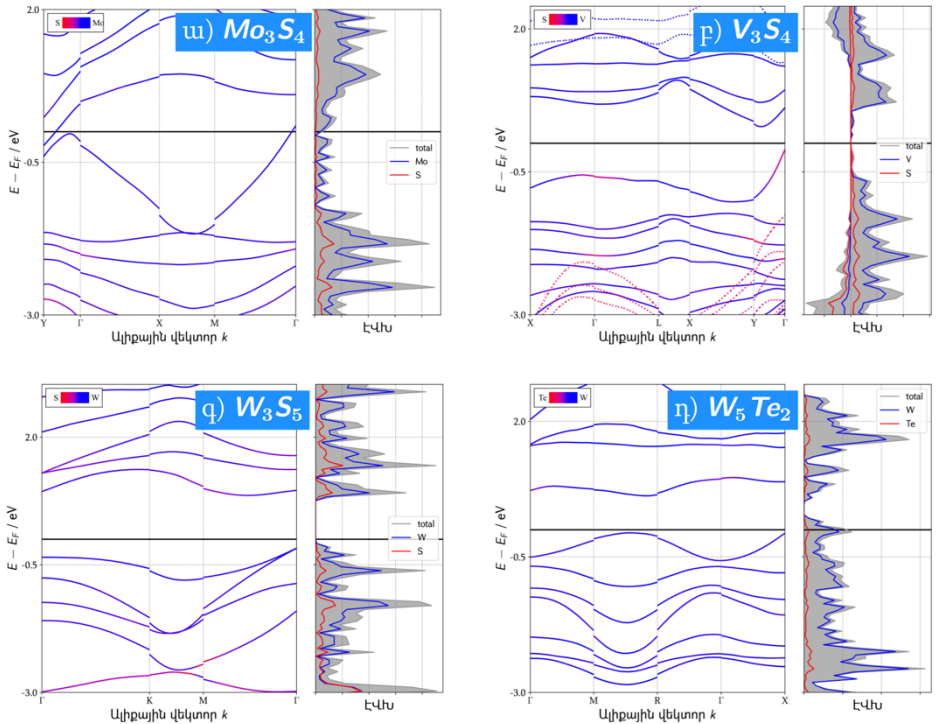 S Mo
ա) Mo₃S₄
2.0
-0.5
-3.0
E − E_F / eV
Y Γ X M Γ
Ալիքային վեկտոր k
total
Mo
S
ԷՎԽ
S V
բ) V₃S₄
2.0
-0.5
-3.0
E − E_F / eV
X Γ L X Y Γ
Ալիքային վեկտոր k
total
V
S
ԷՎԽ
S W
գ) W₃S₅
2.0
-0.5
-3.0
E − E_F / eV
Γ K M Γ
Ալիքային վեկտոր k
total
W
S
ԷՎԽ
Te W
դ) W₅Te₂
2.0
-0.5
-3.0
E − E_F / eV
Γ M R Γ X
Ալիքային վեկտոր k
total
W
Te
ԷՎԽ